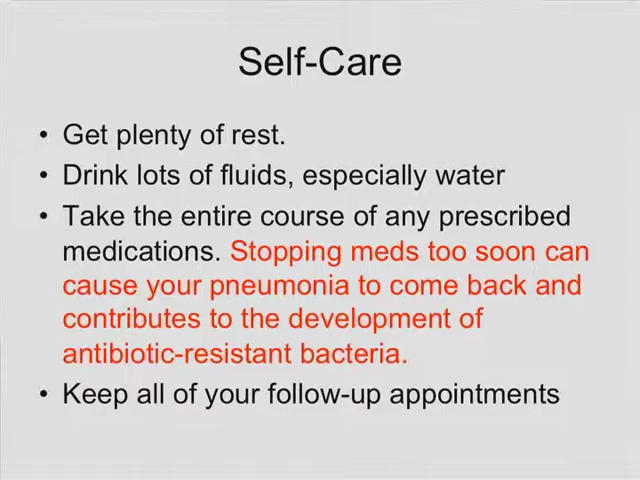 Self-Care
• Get plenty of rest.
• Drink lots of fluids, especially water
• Take the entire course of any prescribed
medications. Stopping meds too soon can
cause your pneumonia to come back and
contributes to the development of
antibiotic-resistant bacteria.
• Keep all of your follow-up appointments